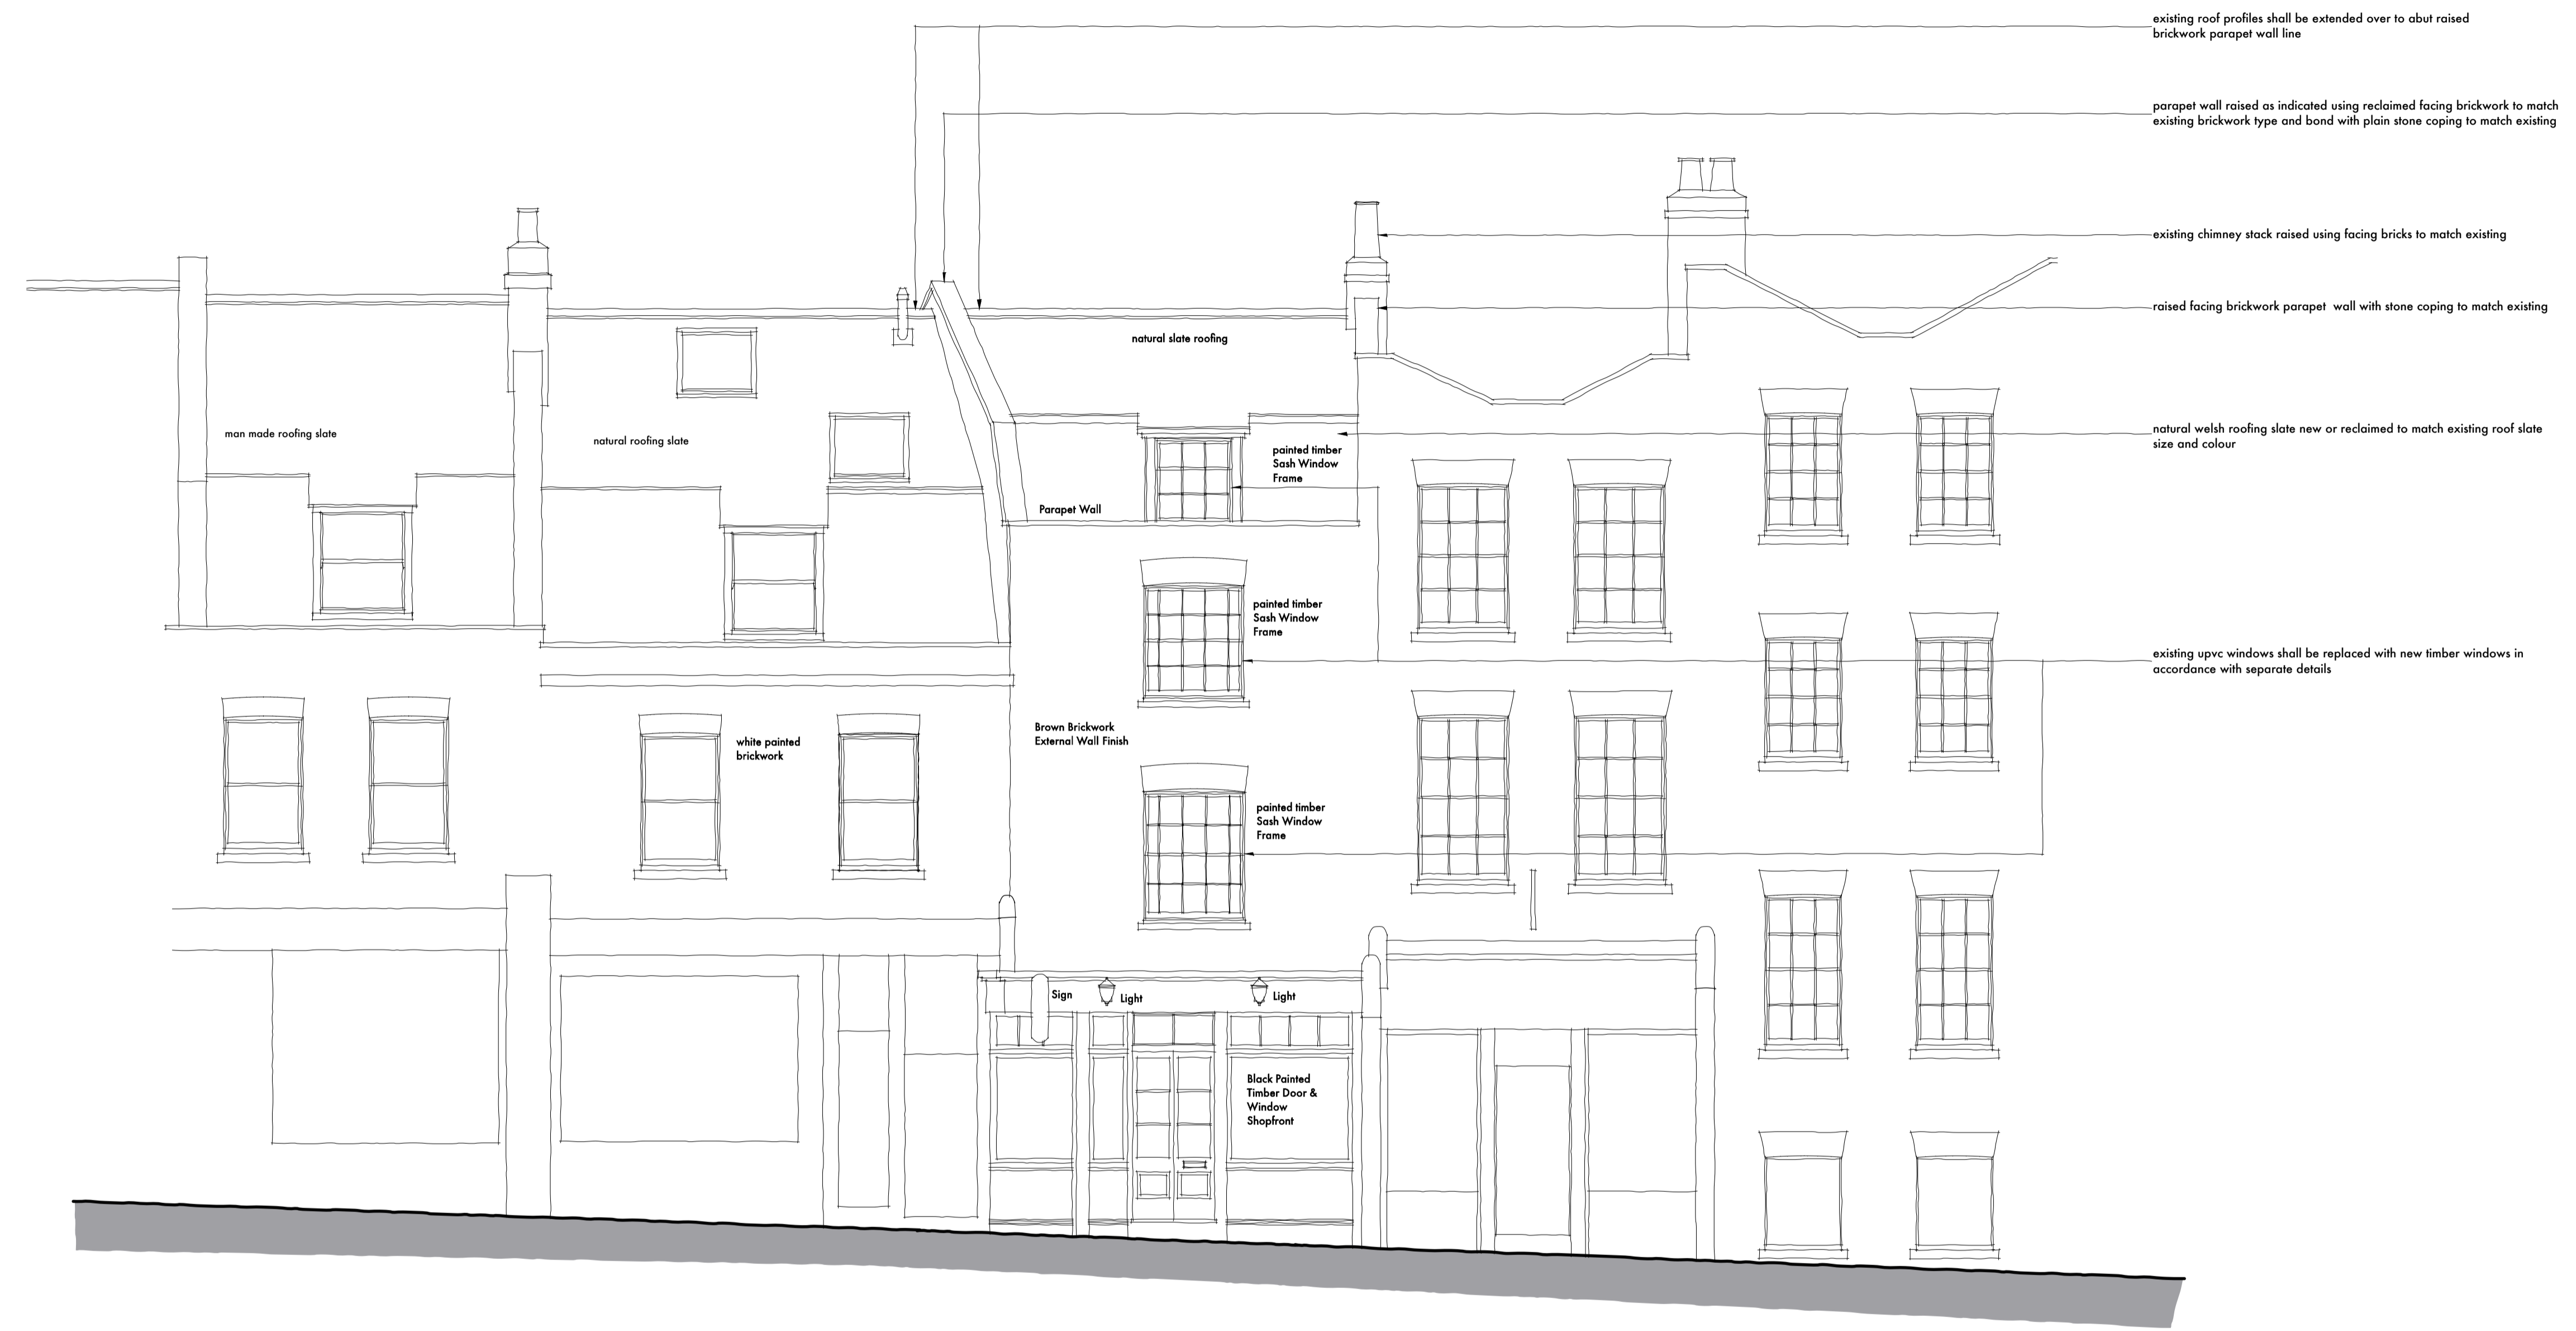 existing roof profiles shall be extended over to abut raised
brickwork parapet wall line
parapet wall raised as indicated using reclaimed facing brickwork to match
existing brickwork type and bond with plain stone coping to match existing
existing chimney stack raised using facing bricks to match existing
raised facing brickwork parapet wall with stone coping to match existing
natural slate roofing
man made roofing slate
natural roofing slate
natural welsh roofing slate new or reclaimed to match existing roof slate
size and colour
painted timber
Sash Window
Frame
Parapet Wall
painted timber
Sash Window
Frame
existing upvc windows shall be replaced with new timber windows in
accordance with separate details
white painted
brickwork
Brown Brickwork
External Wall Finish
painted timber
Sash Window
Frame
Sign
Light
Light
Black Painted
Timber Door &
Window
Shopfront